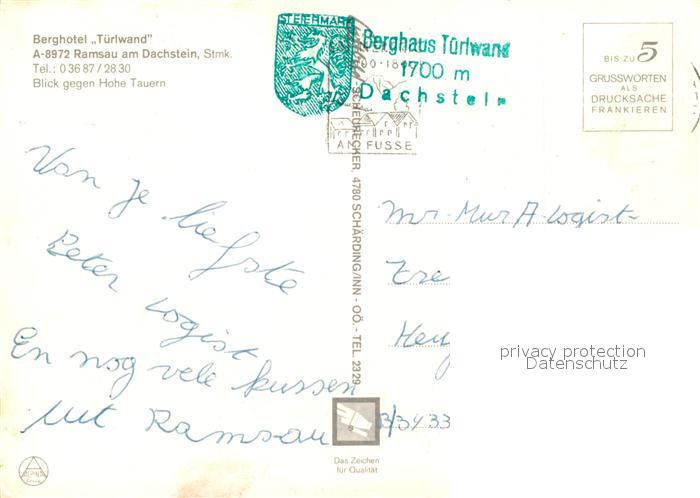 Berghotel „Türlwand"
A-8972 Ramsau am Dachstein, Stmk.
Tel.: 0 36 87 / 28 30
Blick gegen Hohe Tauern
STEIERMARK
Berghaus Türlwand
1700 m
Dachstein
AM FUSSE
BIS ZU 5
GRUSSWORTEN
ALS
DRUCKSACHE
FRANKIEREN
SCHEURECKER, 4780 SCHÄRDING/INN - OÖ. - TEL. 2329
Van je liefste
Peter Logist
En nog vele kussen
Uit Ramsau
Mr. Mur A. Logist-
privacy protection
Datenschutz
3433
Das Zeichen
für Qualität
ALPINA